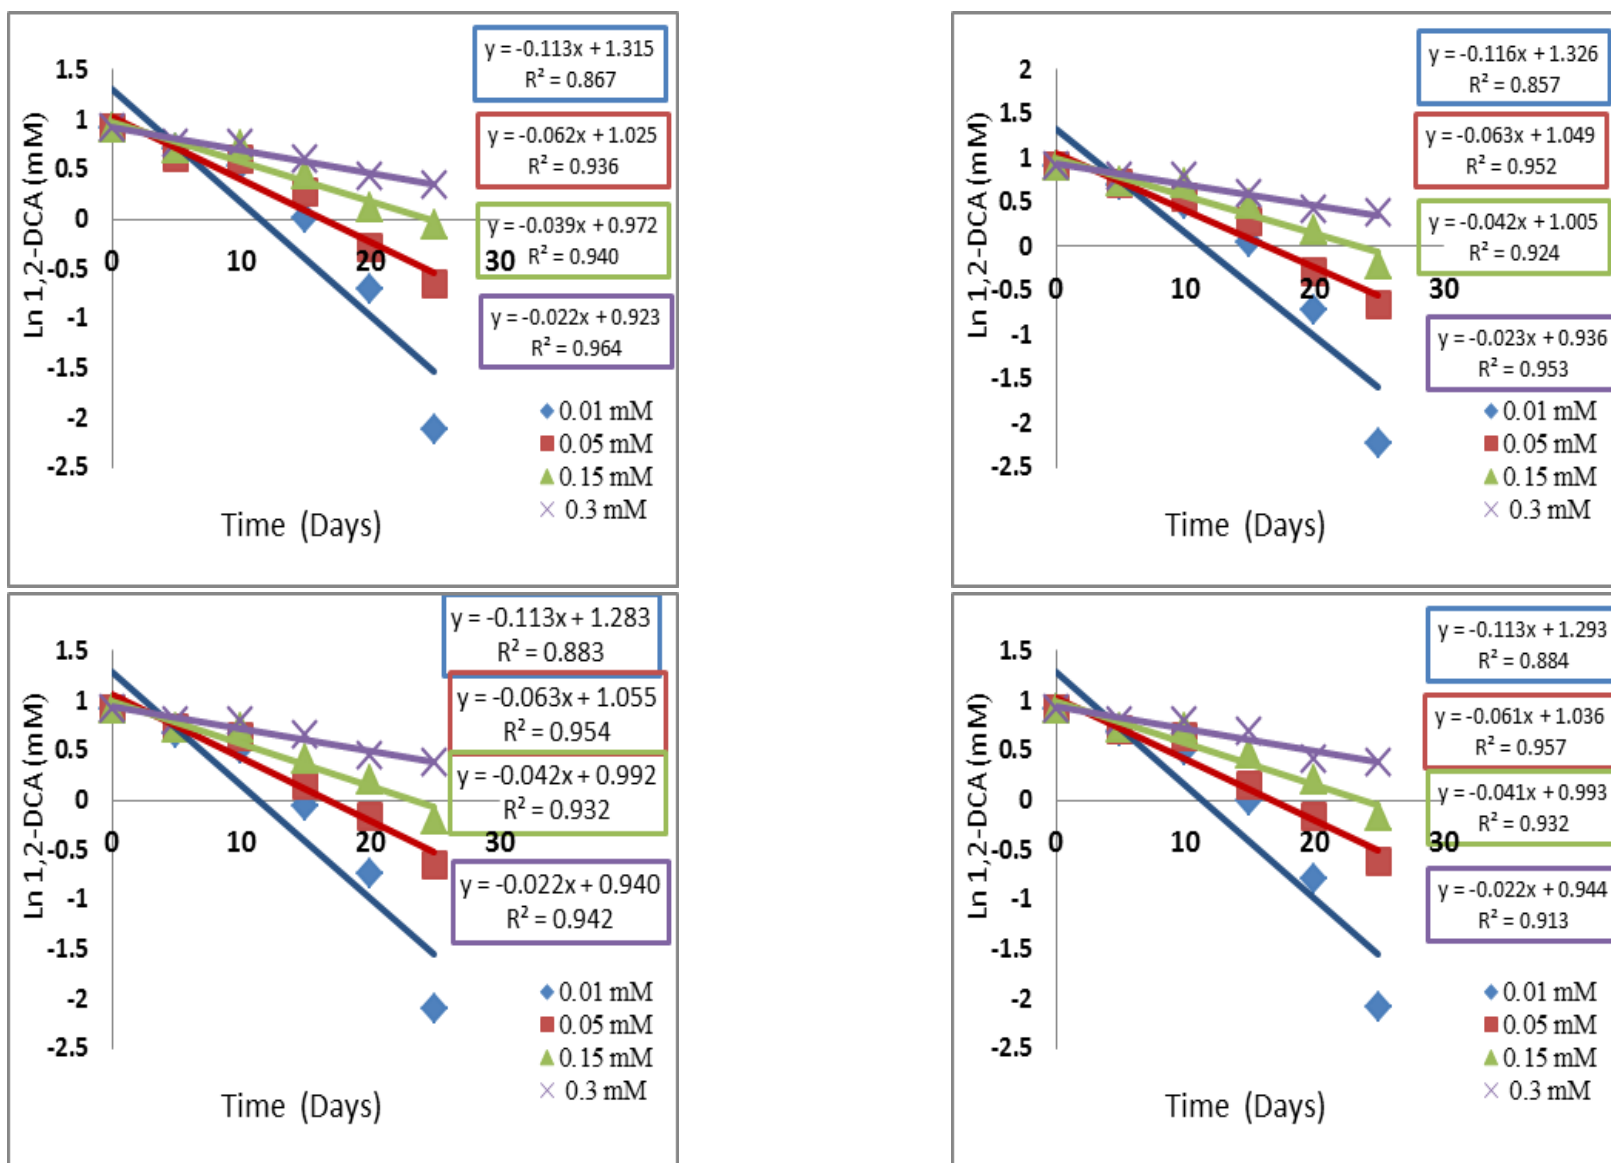 y = -0.113x + 1.315
R² = 0.867
y = -0.062x + 1.025
R² = 0.936
y = -0.039x + 0.972
R² = 0.940
y = -0.022x + 0.923
R² = 0.964
1.5
1
0.5
0
-0.5
-1
-1.5
-2
-2.5
0 10 20 30
Ln 1,2-DCA (mM)
Time (Days)
0.01 mM
0.05 mM
0.15 mM
0.3 mM
y = -0.116x + 1.326
R² = 0.857
y = -0.063x + 1.049
R² = 0.952
y = -0.042x + 1.005
R² = 0.924
y = -0.023x + 0.936
R² = 0.953
2
1.5
1
0.5
0
-0.5
-1
-1.5
-2
-2.5
0 10 20 30
Ln 1,2-DCA (mM)
Time (Days)
0.01 mM
0.05 mM
0.15 mM
0.3 mM
y = -0.113x + 1.283
R² = 0.883
y = -0.063x + 1.055
R² = 0.954
y = -0.042x + 0.992
R² = 0.932
y = -0.022x + 0.940
R² = 0.942
1.5
1
0.5
0
-0.5
-1
-1.5
-2
-2.5
0 10 20 30
Ln 1,2-DCA (mM)
Time (Days)
0.01 mM
0.05 mM
0.15 mM
0.3 mM
y = -0.113x + 1.293
R² = 0.884
y = -0.061x + 1.036
R² = 0.957
y = -0.041x + 0.993
R² = 0.932
y = -0.022x + 0.944
R² = 0.913
1.5
1
0.5
0
-0.5
-1
-1.5
-2
-2.5
0 10 20 30
Ln 1,2-DCA (mM)
Time (Days)
0.01 mM
0.05 mM
0.15 mM
0.3 mM